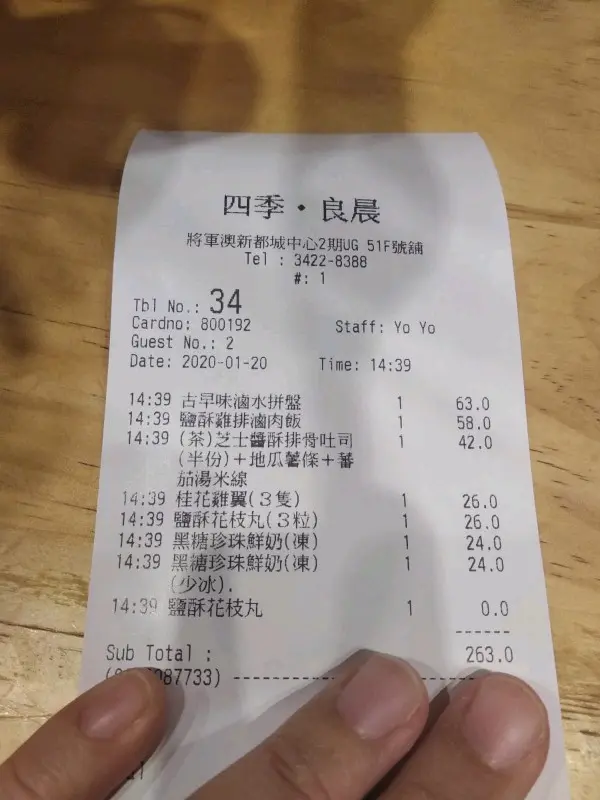 四季・良晨
將軍澳新都城中心2期UG 51F號舖
Tel : 3422-8388
#: 1
Tbl No.: 34
Cardno: 800192 Staff: Yo Yo
Guest No.: 2
Date: 2020-01-20 Time: 14:39
14:39 古早味滷水拼盤 1 63.0
14:39 鹽酥雞排滷肉飯 1 58.0
14:39 (茶)芝士醬酥排骨吐司 1 42.0
(半份)+地瓜薯條+蕃
茄湯米線
14:39 桂花雞翼(3隻) 1 26.0
14:39 鹽酥花枝丸(3粒) 1 26.0
14:39 黑糖珍珠鮮奶(凍) 1 24.0
14:39 黑糖珍珠鮮奶(凍) 1 24.0
(少冰).
14:39 鹽酥花枝丸 1 0.0
------
Sub Total : 263.0
087733) --------------------